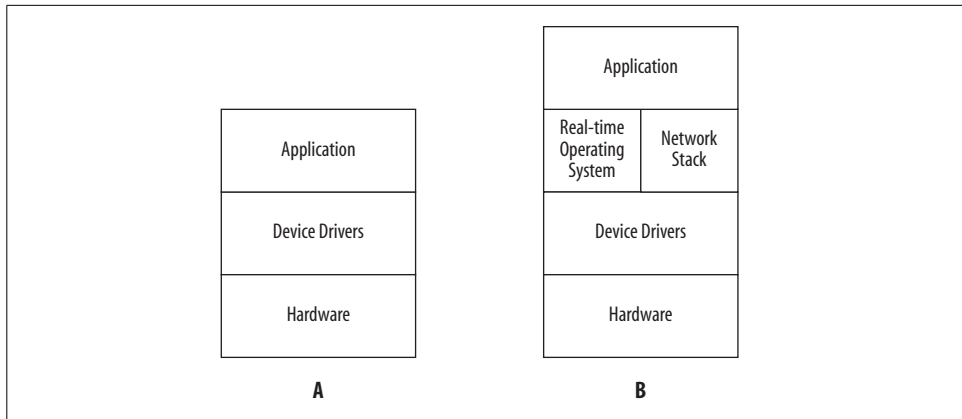 Application
Device Drivers
Hardware
A
Application
Real-time
Operating
System
Network
Stack
Device Drivers
Hardware
B